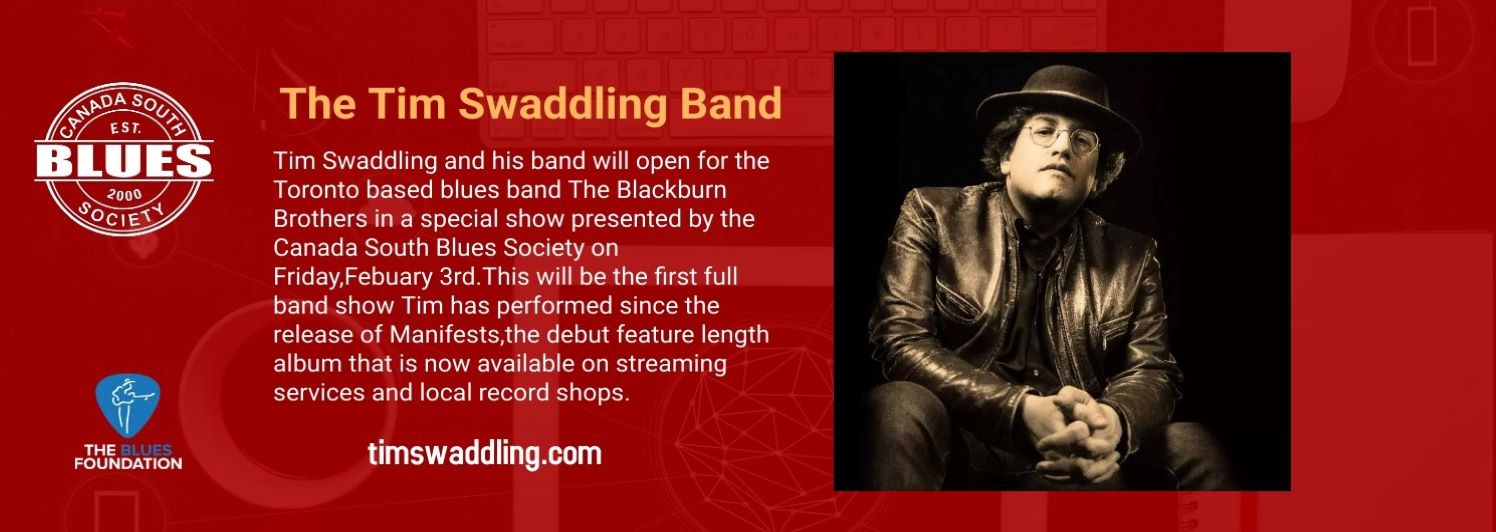 CANADA SOUTH
EST.
BLUES
2000
SOCIETY
The Tim Swaddling Band
Tim Swaddling and his band will open for the
Toronto based blues band The Blackburn
Brothers in a special show presented by the
Canada South Blues Society on
Friday,Febuary 3rd.This will be the first full
band show Tim has performed since the
release of Manifests,the debut feature length
album that is now available on streaming
services and local record shops.
timswaddling.com
THE BLUES
FOUNDATION